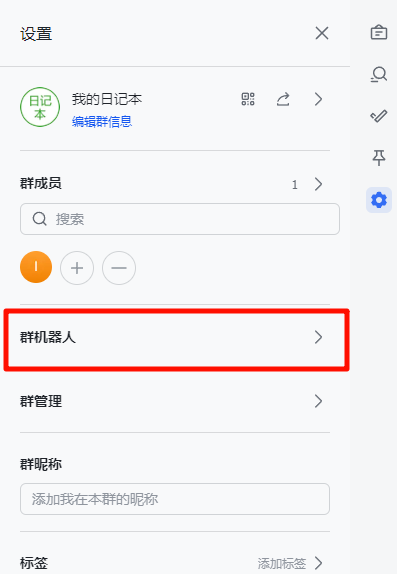 设置
日记
本
我的日记本
编辑群信息
群成员
1
搜索
I
群机器人
群管理
群昵称
添加我在本群的昵称
标签
添加标签